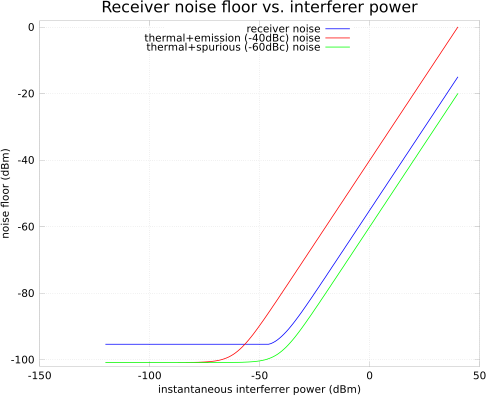 Receiver noise floor vs. interferer power
receiver noise
thermal+emission (-40dBc) noise
thermal+spurious (-60dBc) noise
0
-20
-40
-60
-80
-100
noise floor (dBm)
-150
-100
-50
0
50
instantaneous interferrer power (dBm)